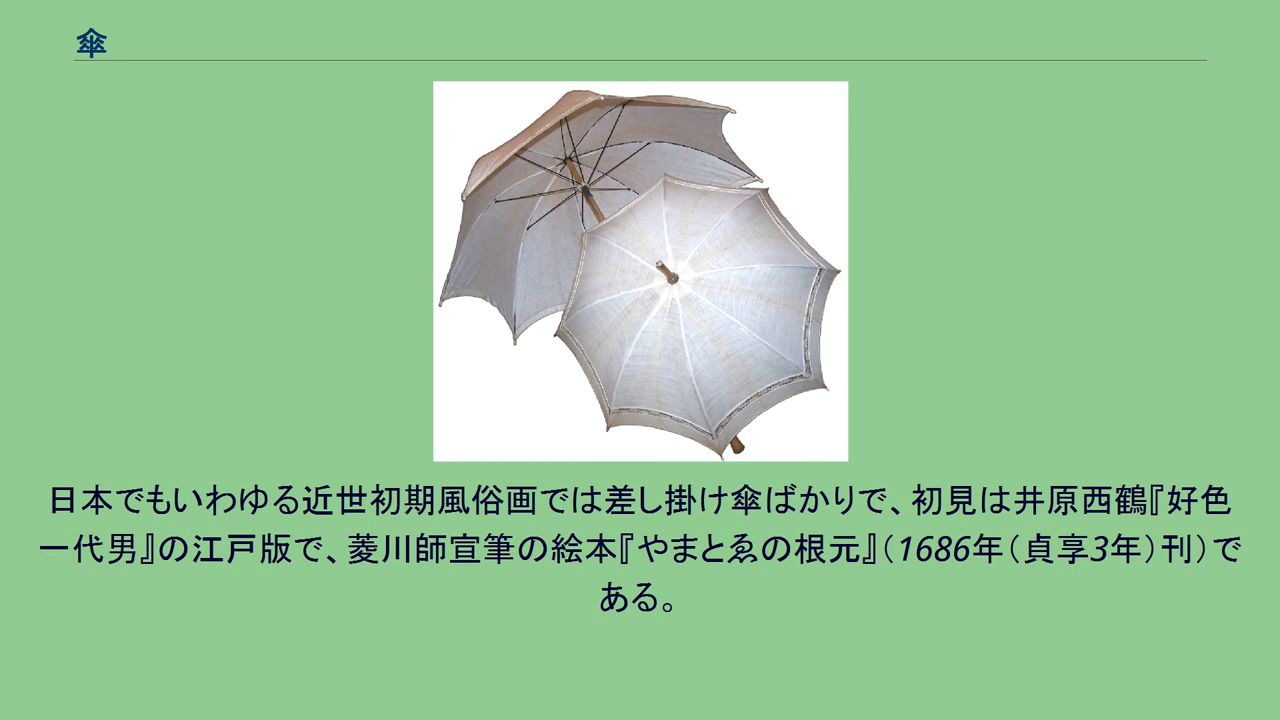 傘
日本でもいわゆる近世初期風俗画では差し掛け傘ばかりで、初見は井原西鶴『好色
一代男』の江戸版で、菱川師宣筆の絵本『やまとゑの根元』（1686年（貞享3年）刊）で
ある。